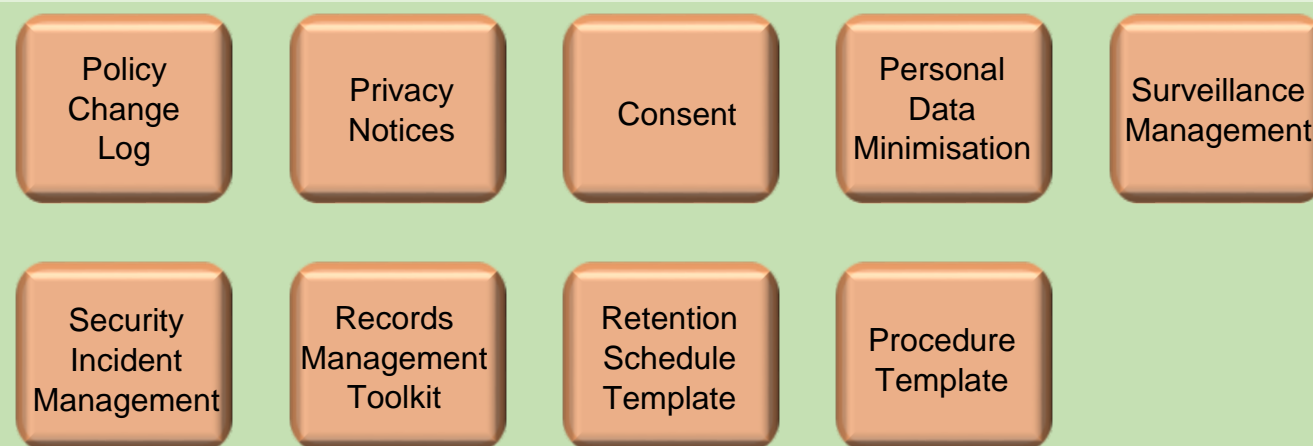 Policy
Change
Log
Privacy
Notices
Consent
Personal
Data
Minimisation
Surveillance
Management
Security
Incident
Management
Records
Management
Toolkit
Retention
Schedule
Template
Procedure
Template